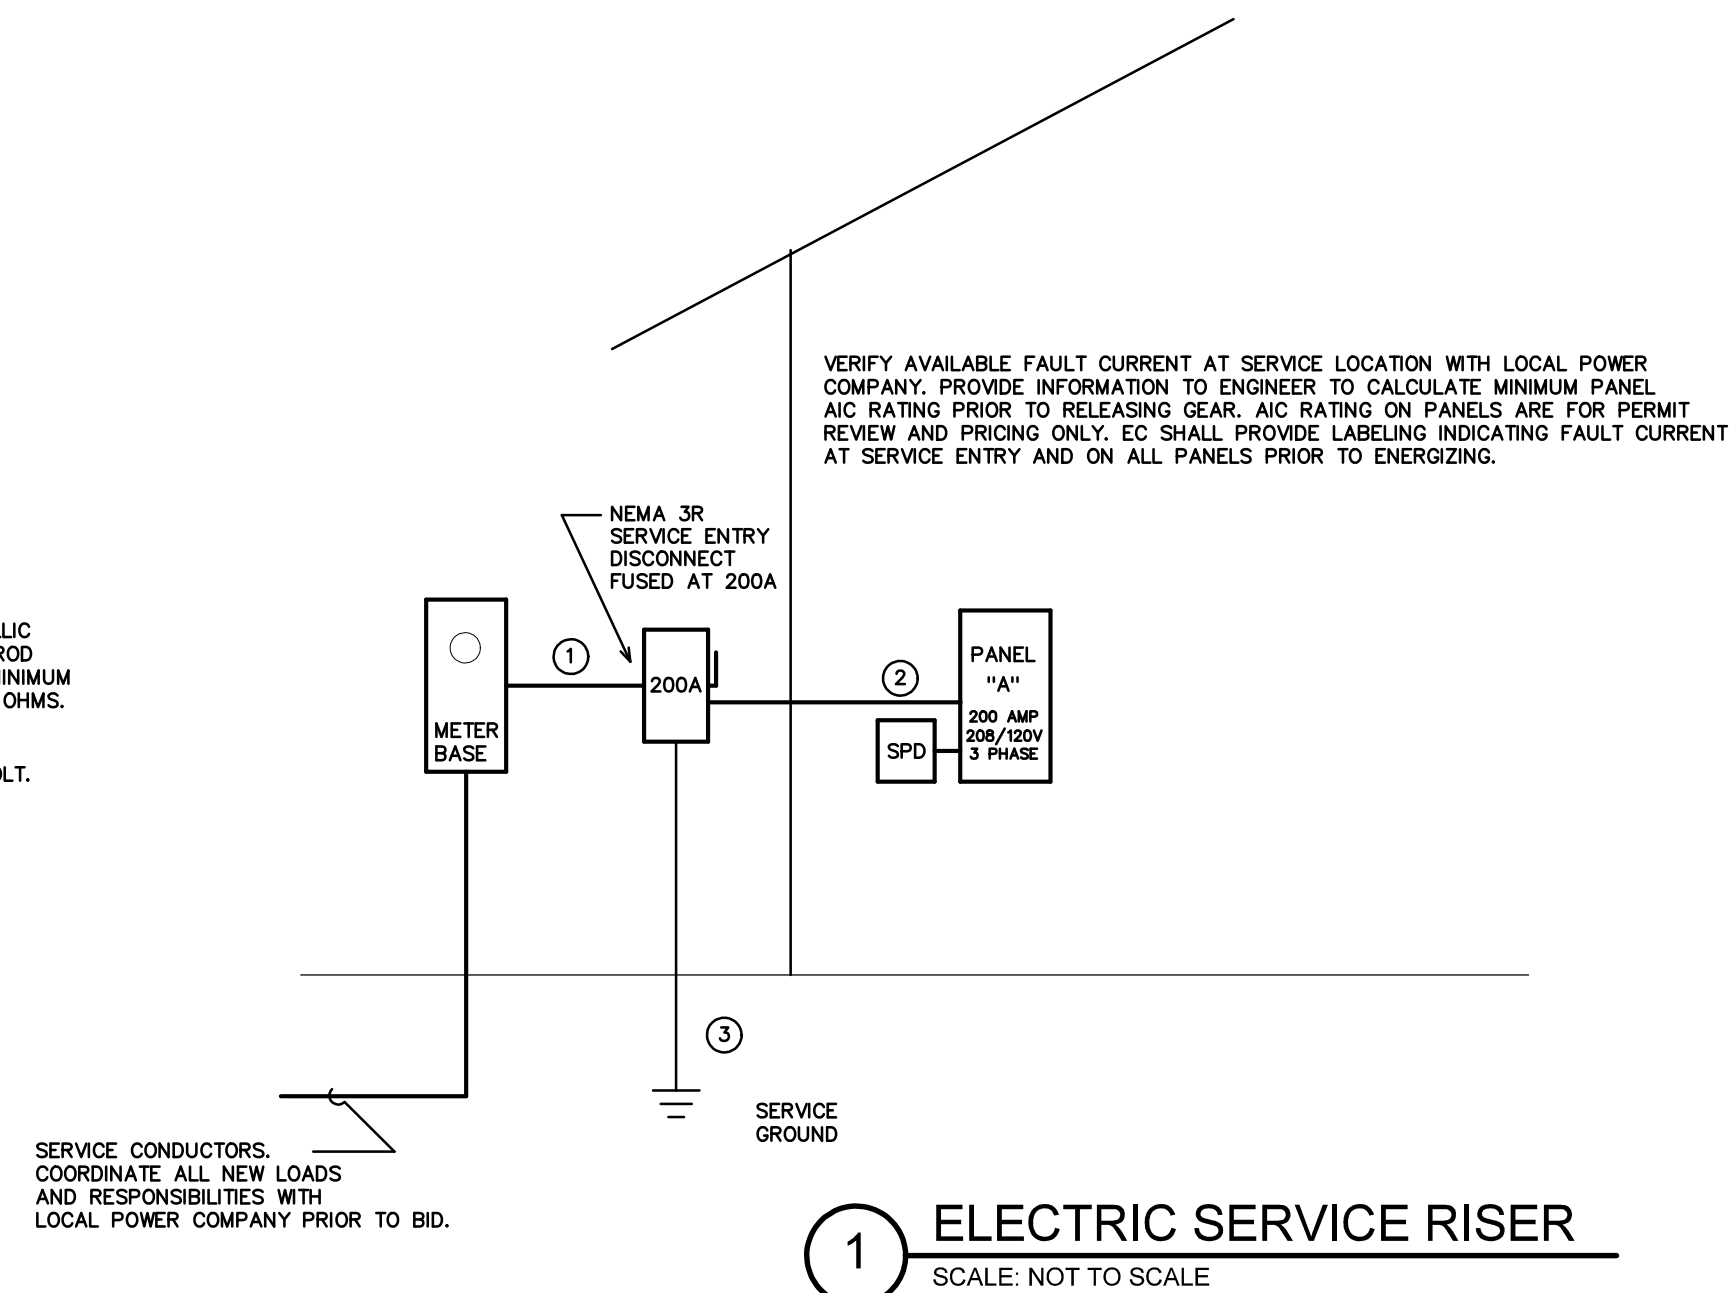 VERIFY AVAILABLE FAULT CURRENT AT SERVICE LOCATION WITH LOCAL POWER
COMPANY. PROVIDE INFORMATION TO ENGINEER TO CALCULATE MINIMUM PANEL
AIC RATING PRIOR TO RELEASING GEAR. AIC RATING ON PANELS ARE FOR PERMIT
REVIEW AND PRICING ONLY. EC SHALL PROVIDE LABELING INDICATING FAULT CURRENT
AT SERVICE ENTRY AND ON ALL PANELS PRIOR TO ENERGIZING.
NEMA 3R
SERVICE ENTRY
DISCONNECT
FUSED AT 200A
OHMS.
METER
BASE
1
200A
2
PANEL
"A"
200 AMP
208/120V
3 PHASE
SPD
3
SERVICE
GROUND
SERVICE CONDUCTORS.
COORDINATE ALL NEW LOADS
AND RESPONSIBILITIES WITH
LOCAL POWER COMPANY PRIOR TO BID.
1
ELECTRIC SERVICE RISER
SCALE: NOT TO SCALE